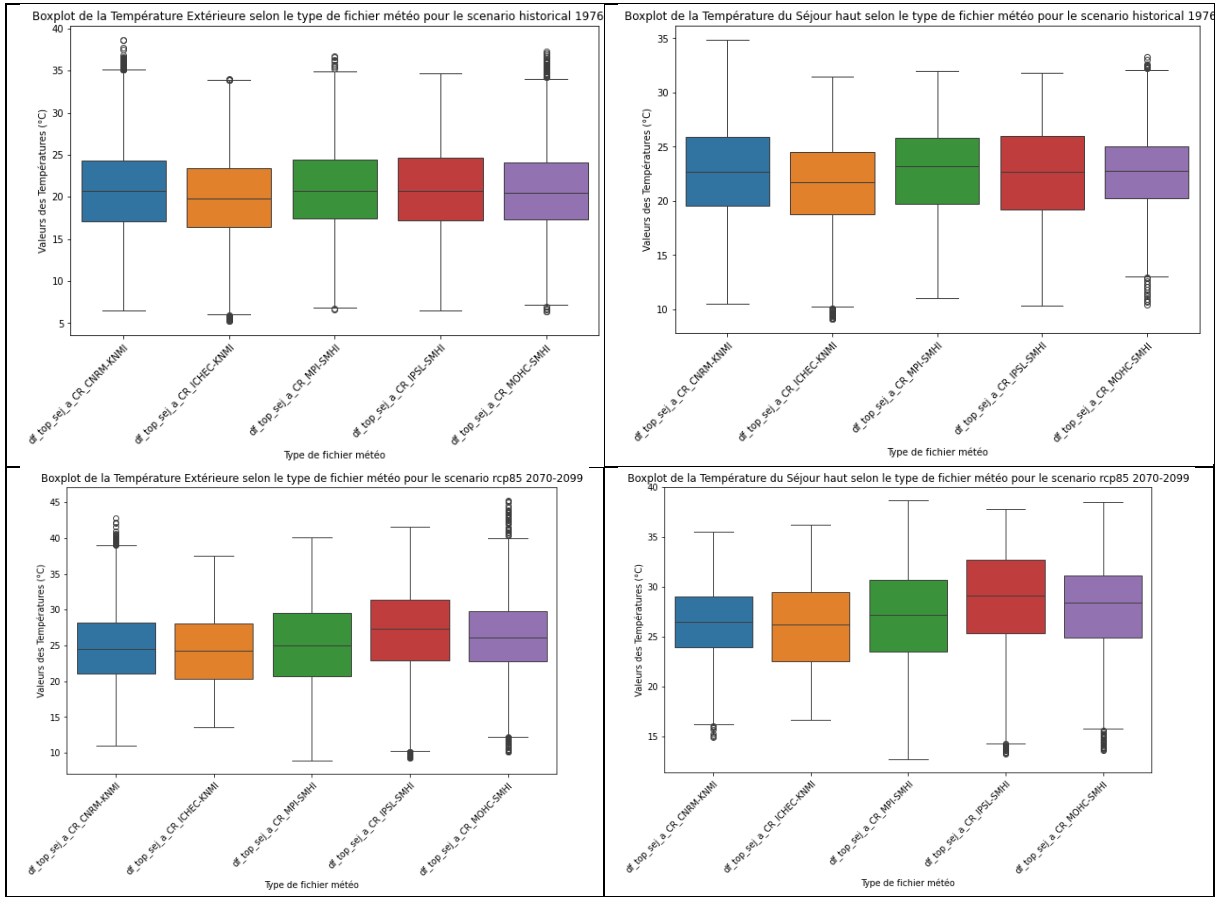 Boxplot de la Température Extérieure selon le type de fichier météo pour le scenario historical 1976
Valeurs des Températures (°C)
40
35
30
25
20
15
10
5
df_top_sej_a_CR_CNRM-KNMI
df_top_sej_a_CR_ICHEC-KNMI
df_top_sej_a_CR_MPI-SMHI
df_top_sej_a_CR_IPSL-SMHI
df_top_sej_a_CR_MOHC-SMHI
Type de fichier météo
Boxplot de la Température du Séjour haut selon le type de fichier météo pour le scenario historical 1976
Valeurs des Températures (°C)
35
30
25
20
15
10
df_top_sej_a_CR_CNRM-KNMI
df_top_sej_a_CR_ICHEC-KNMI
df_top_sej_a_CR_MPI-SMHI
df_top_sej_a_CR_IPSL-SMHI
df_top_sej_a_CR_MOHC-SMHI
Type de fichier météo
Boxplot de la Température Extérieure selon le type de fichier météo pour le scenario rcp85 2070-2099
Valeurs des Températures (°C)
45
40
35
30
25
20
15
10
df_top_sej_a_CR_CNRM-KNMI
df_top_sej_a_CR_ICHEC-KNMI
df_top_sej_a_CR_MPI-SMHI
df_top_sej_a_CR_IPSL-SMHI
df_top_sej_a_CR_MOHC-SMHI
Type de fichier météo
Boxplot de la Température du Séjour haut selon le type de fichier météo pour le scenario rcp85 2070-2099
Valeurs des Températures (°C)
40
35
30
25
20
15
df_top_sej_a_CR_CNRM-KNMI
df_top_sej_a_CR_ICHEC-KNMI
df_top_sej_a_CR_MPI-SMHI
df_top_sej_a_CR_IPSL-SMHI
df_top_sej_a_CR_MOHC-SMHI
Type de fichier météo